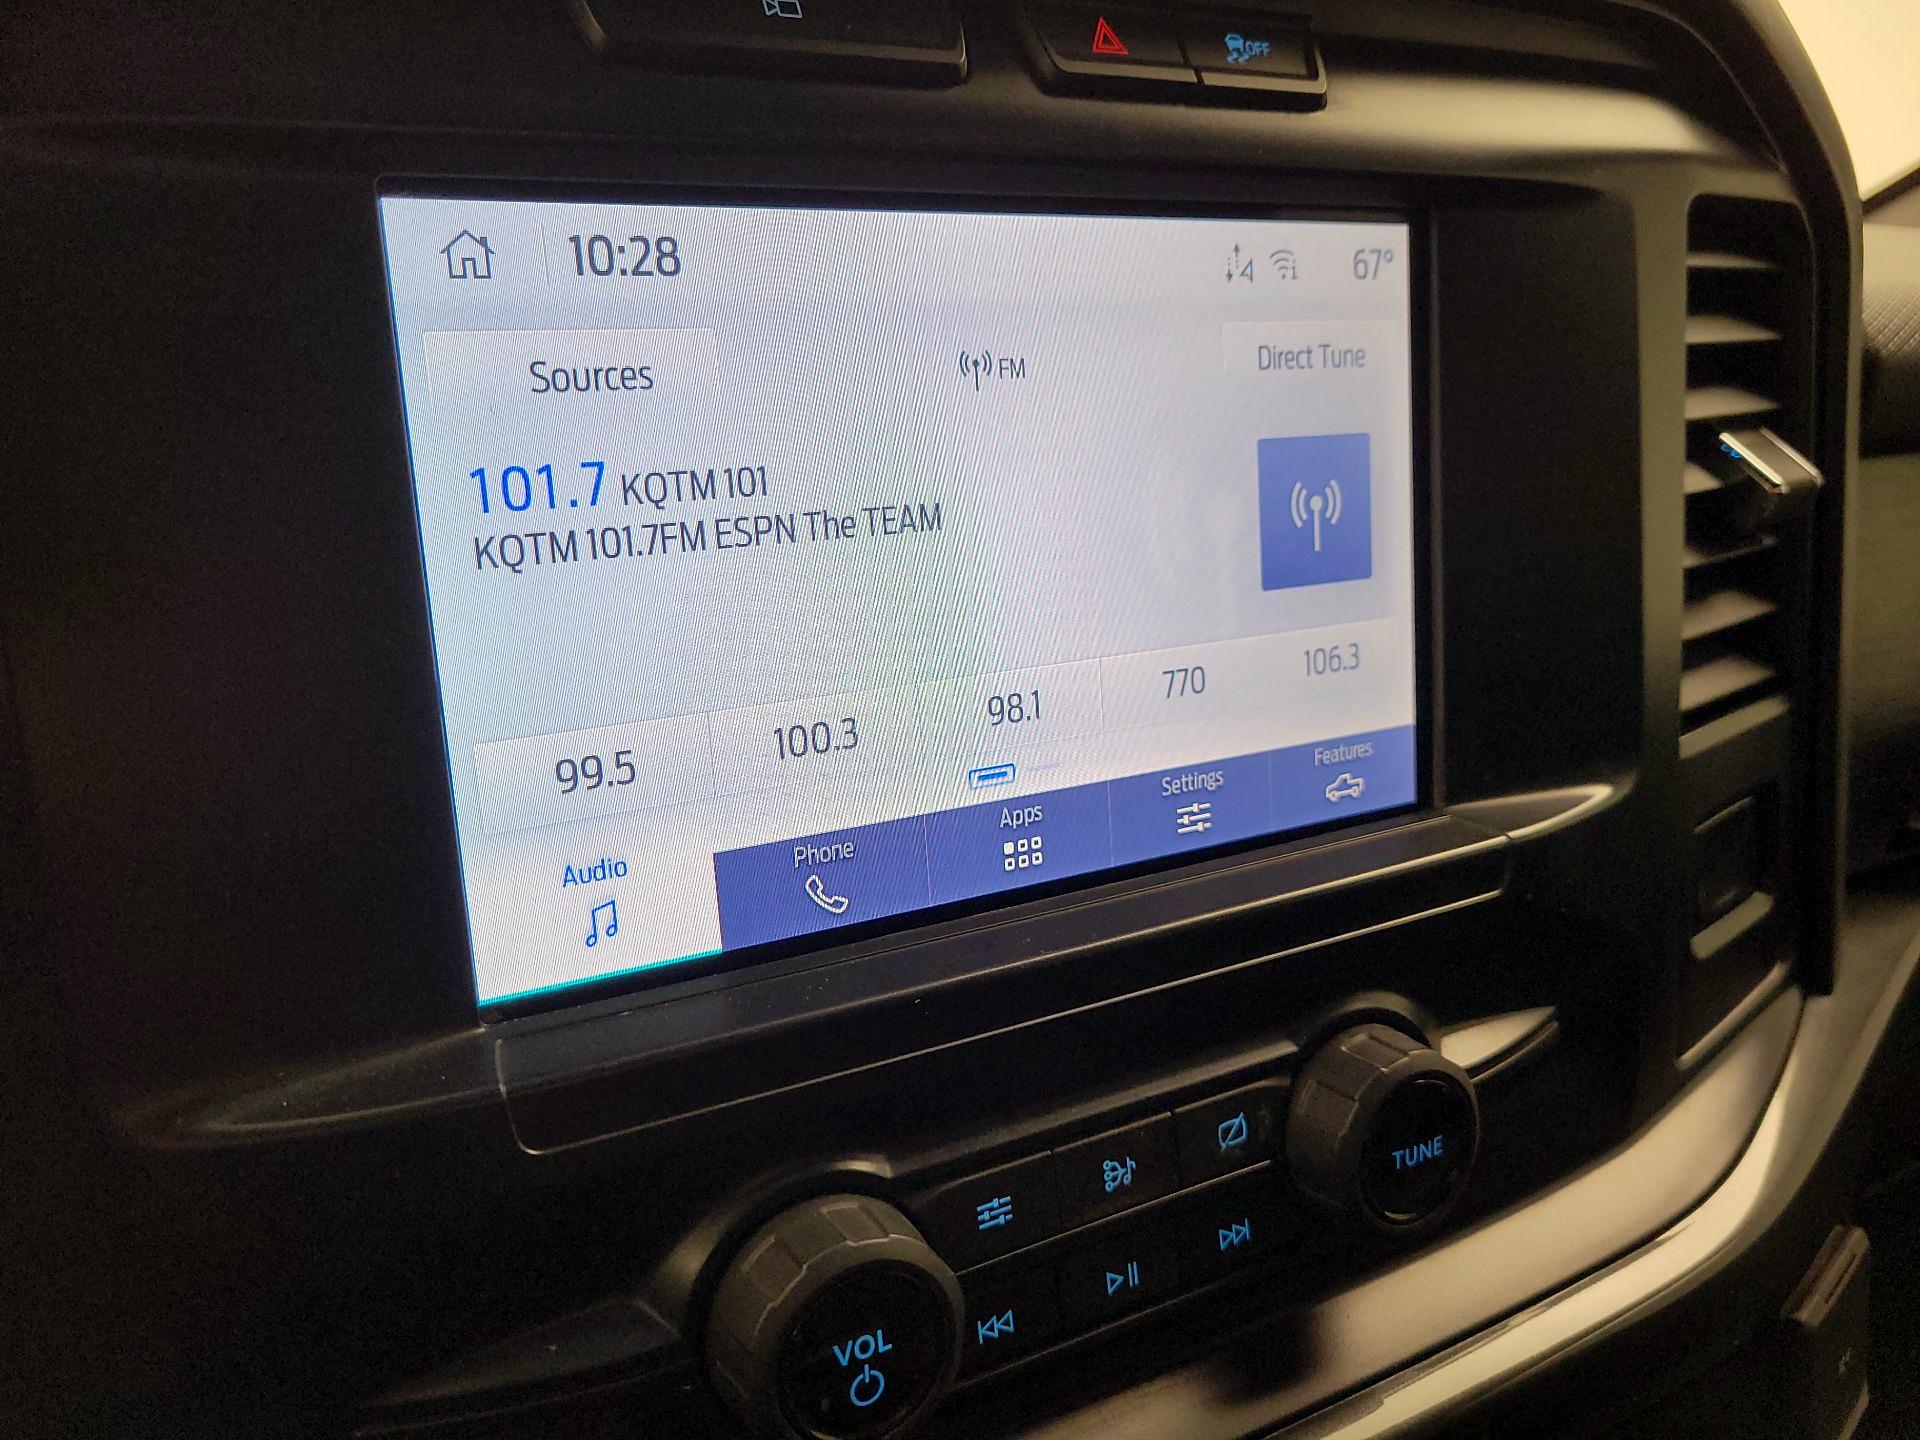 OFF
10:28
67°
Sources
FM
Direct Tune
101.7 KQTM 101
KQTM 101.7FM ESPN The TEAM
99.5
100.3
98.1
770
106.3
Audio
Phone
Apps
Settings
Features
TUNE
VOL